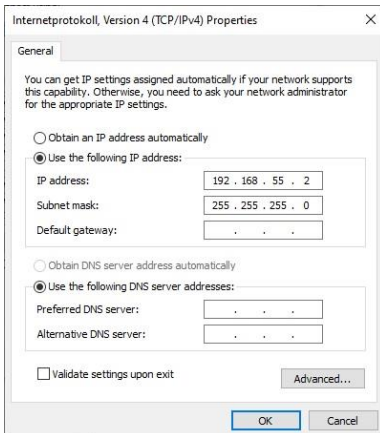 Internetprotokoll, Version 4 (TCP/IPv4) Properties
General
You can get IP settings assigned automatically if your network supports
this capability. Otherwise, you need to ask your network administrator
for the appropriate IP settings.
Obtain an IP address automatically
Use the following IP address:
IP address: 192 . 168 . 55 . 2
Subnet mask: 255 . 255 . 255 . 0
Default gateway: . . .
Obtain DNS server address automatically
Use the following DNS server addresses:
Preferred DNS server: . . .
Alternative DNS server: . . .
Validate settings upon exit
Advanced...
OK Cancel